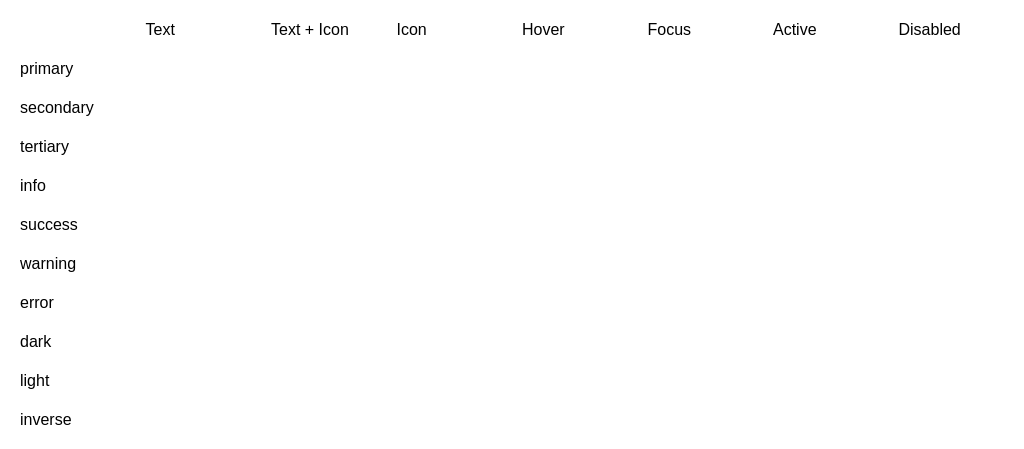 Text Text + Icon Icon Hover Focus Active Disabled
primary
secondary
tertiary
info
success
warning
error
dark
light
inverse